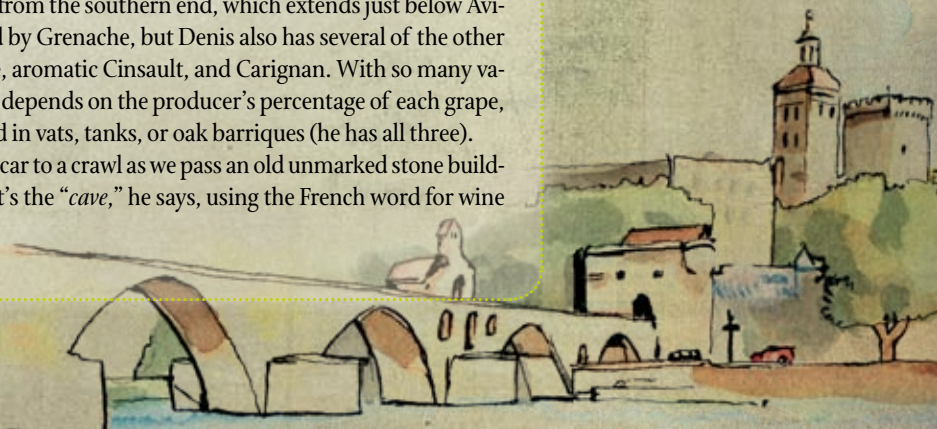 from the southern end, which extends just below Avi-
by Grenache, but Denis also has several of the other
, aromatic Cinsault, and Carignan. With so many va-
depends on the producer's percentage of each grape,
in vats, tanks, or oak barriques (he has all three).
car to a crawl as we pass an old unmarked stone build-
t's the “cave,” he says, using the French word for wine